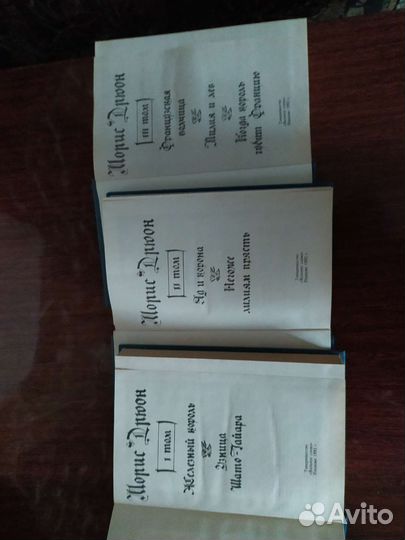 Морис Дрюон
III том
Французская
волчица
Лилия и лев
Когда король
губит Францию
Морис Дрюон
II том
Яд и корона
Негоже
лилиям прясть
Морис Дрюон
I том
Железный король
Узница
Шато-Гайара
Avito